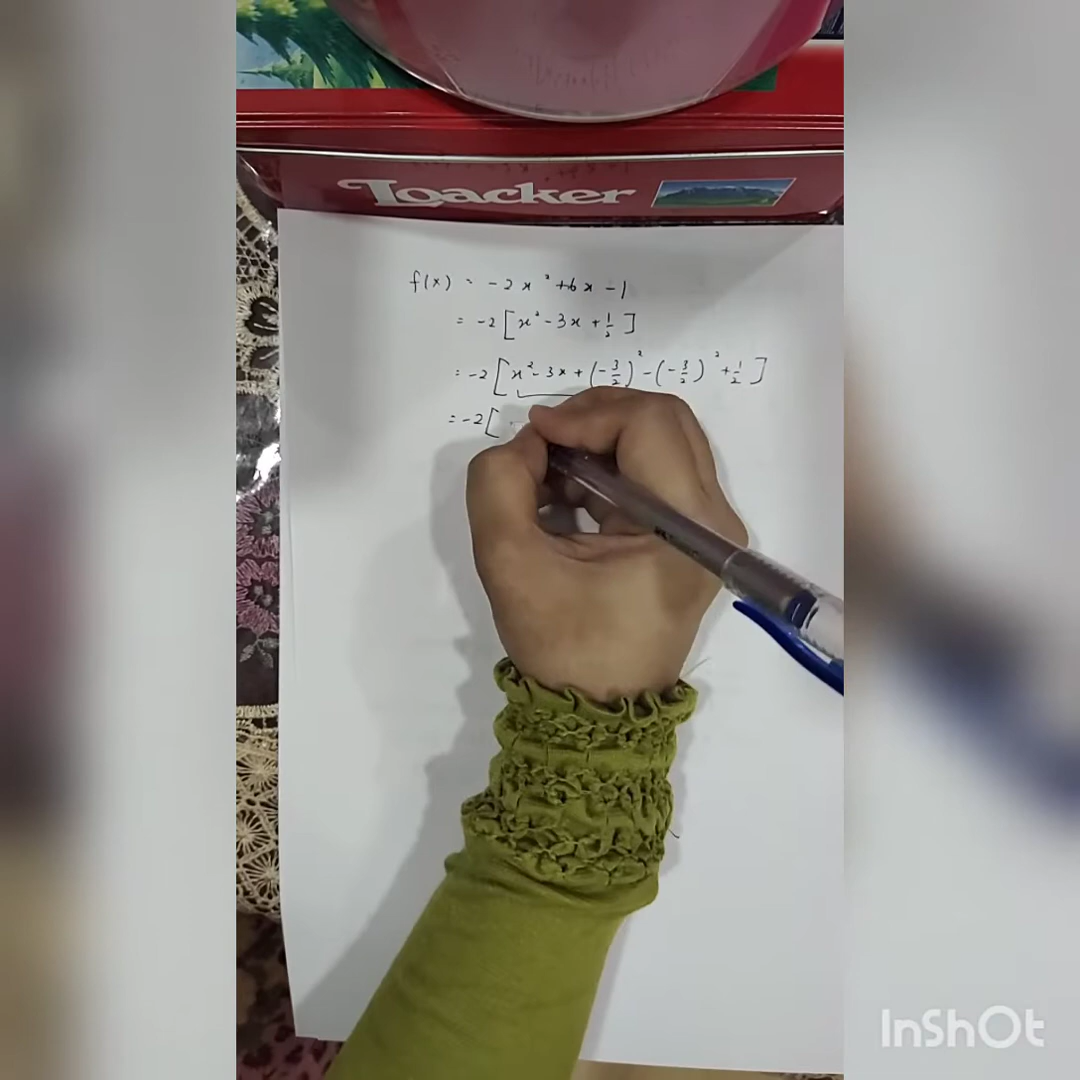 Loacker
f(x) = -2x² + 6x - 1
= -2[x² - 3x + 1/2]
= -2[x² - 3x + (-3/2)² - (-3/2)² + 1/2]
= -2[
InShOt